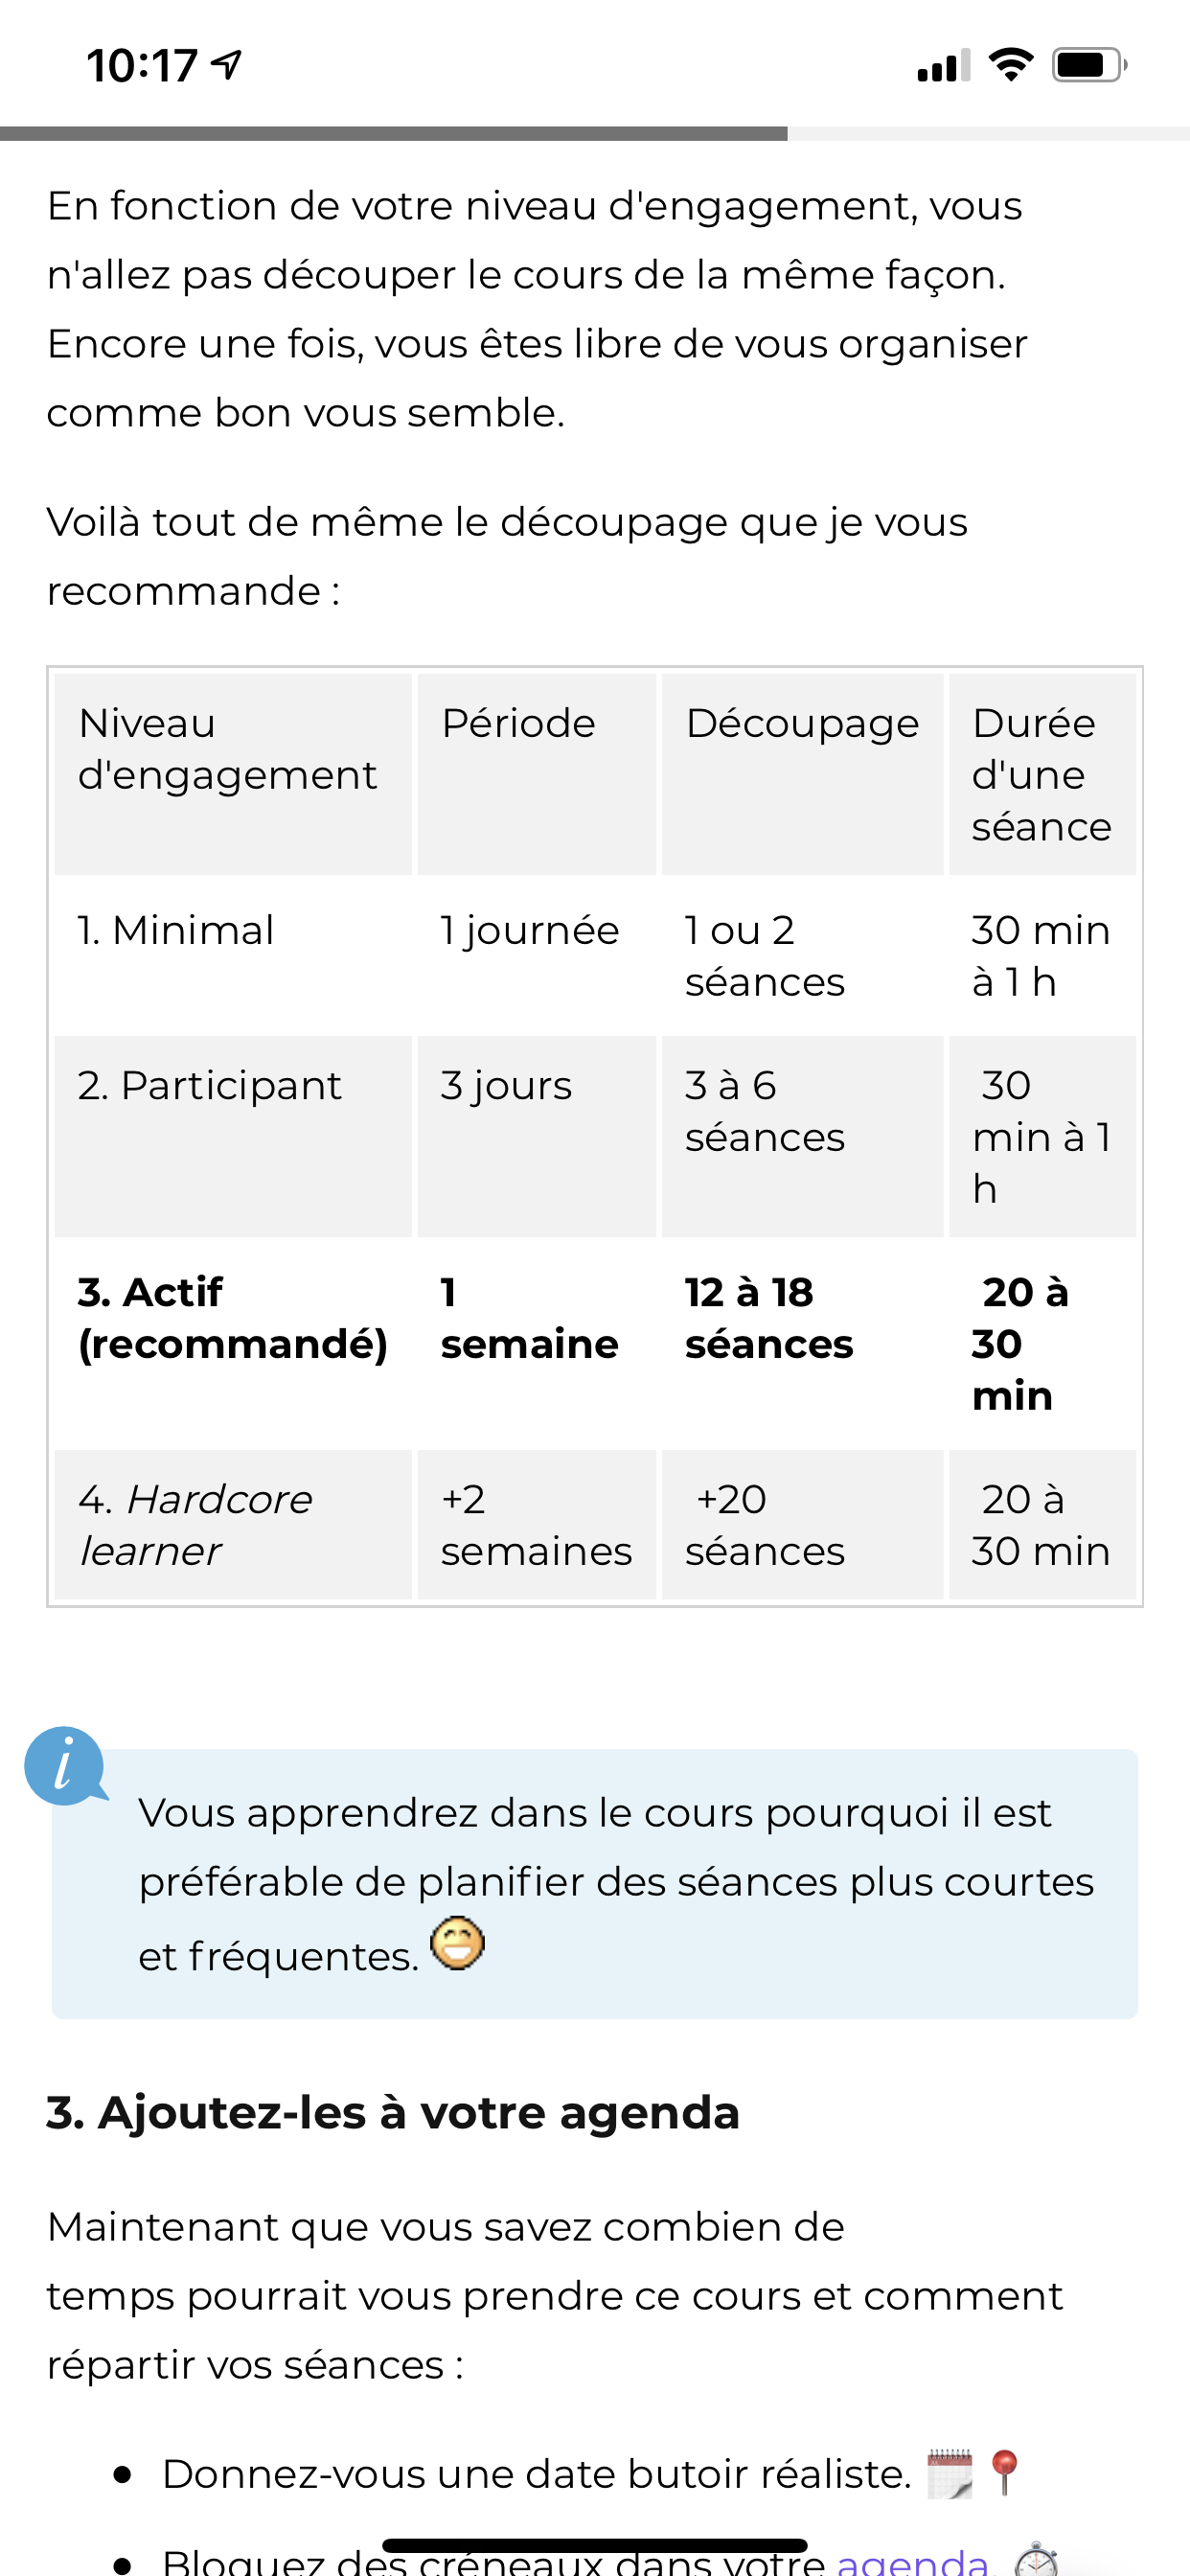 10:17
En fonction de votre niveau d'engagement, vous
n'allez pas découper le cours de la même façon.
Encore une fois, vous êtes libre de vous organiser
comme bon vous semble.
Voilà tout de même le découpage que je vous
recommande :
Niveau
d'engagement
Période
Découpage
Durée
d'une
séance
1. Minimal
1 journée
1 ou 2
séances
30 min
à 1 h
2. Participant
3 jours
3 à 6
séances
30
min à 1
h
3. Actif
(recommandé)
1
semaine
12 à 18
séances
20 à
30
min
4. Hardcore
learner
+2
semaines
+20
séances
20 à
30 min
i
Vous apprendrez dans le cours pourquoi il est
préférable de planifier des séances plus courtes
et fréquentes.
3. Ajoutez-les à votre agenda
Maintenant que vous savez combien de
temps pourrait vous prendre ce cours et comment
répartir vos séances :
• Donnez-vous une date butoir réaliste.
• Bloquez des créneaux dans votre agenda.